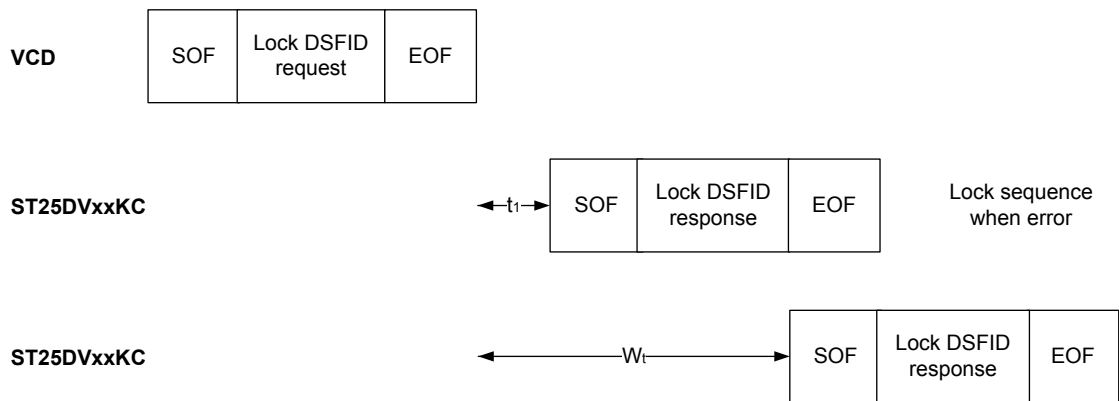 VCD
SOF
Lock DSFID
request
EOF
ST25DVxxKC
t1
SOF
Lock DSFID
response
EOF
Lock sequence
when error
ST25DVxxKC
Wt
SOF
Lock DSFID
response
EOF